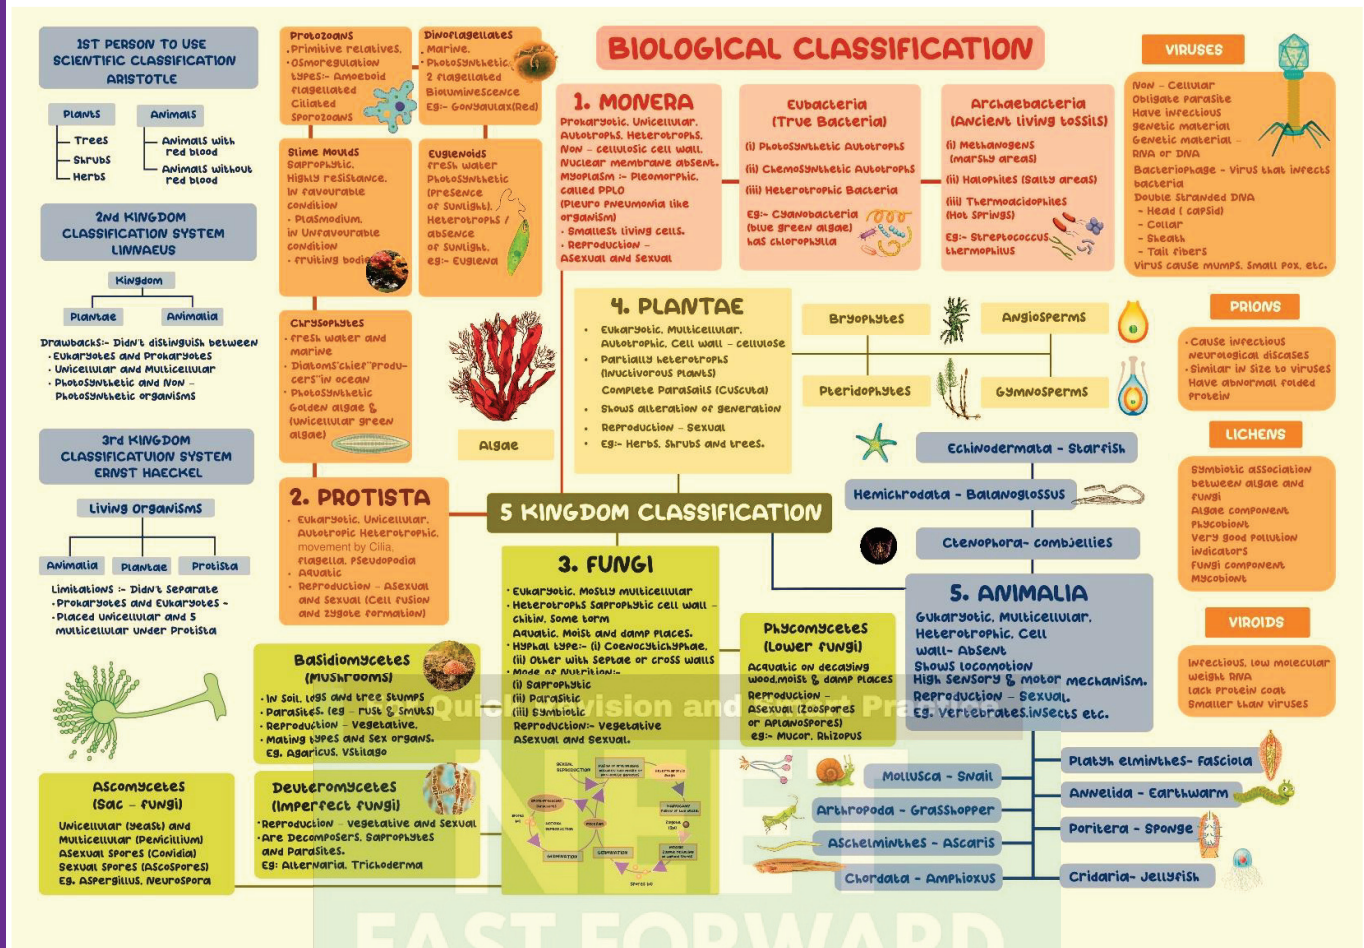 BIOLOGICAL CLASSIFICATION
1ST PERSON TO USE
SCIENTIFIC CLASSIFICATION
ARISTOTLE
Plants
Trees
Shrubs
Herbs
Animals
Animals with
red blood
Animals without
red blood
2ND KINGDOM
CLASSIFICATION SYSTEM
LINNAEUS
Kingdom
Plantae
Animalia
Drawbacks:- Didn't distinguish between
• Eukaryotes and Prokaryotes
• Unicellular and Multicellular
• Photosynthetic and Non –
Photosynthetic organisms
3rd KINGDOM
CLASSIFICATUION SYSTEM
ERNST HAECKEL
Living Organisms
Animalia
Plantae
Protista
Limitations :- Didn't Separate
• Prokaryotes and Eukaryotes -
• Placed unicellular and S
multicellular under Protista
Protozoans
• Primitive relatives.
• Osmoregulation
types:- Amoeboid
flagellated
Ciliated
Sporozoans
Dinoflagellates
• Marine.
• Photosynthetic.
2 flagellated
Bioluminescence
Eg:- Gonyaulax(Red)
Slime Moulds
Saprophytic.
Highly resistance.
In favourable
condition
• Plasmodium.
in Unfavourable
condition
• fruiting bodie
Euglenoids
fresh water
Photosynthetic
(Presence
of Sunlight).
Heterotrophs /
absence
of Sunlight.
eg:- Euglena
Chrysophytes
• fresh water and
marine
• Diatoms"chief"Produ-
cers"in ocean
• Photosynthetic
Golden algae &
(unicellular green
algae)
2. PROTISTA
• Eukaryotic. Unicellular.
Autotropic Heterotrophic.
movement by Cilia,
flagella. PSeudopodia
• Aquatic
• Reproduction – Asexual
and Sexual (Cell fusion
and zygote formation)
Algae
1. MONERA
Prokaryotic. Unicellular.
Autotrophs. Heterotrophs.
Non – cellulosic cell wall.
Nuclear membrane absent.
Myoplasm :- Pleomorphic.
called PPLO
(Pleuro Pneumonia like
organism)
• Smallest living cells.
• Reproduction –
Asexual and Sexual
Eubacteria
(True Bacteria)
(i) Photosynthetic Autotrophs
(ii) Chemosynthetic Autotrophs
(iii) Heterotrophic Bacteria
Eg:- Cyanobacteria
(blue green algae)
has chlorophylla
Archaebacteria
(Ancient living fossils)
(i) Methanogens
(marshy areas)
(ii) Halophiles (Salty areas)
(iii) Thermoacidophiles
(Hot Springs)
Eg:- Streptococcus
thermophilus
VIRUSES
Non – Cellular
Obligate Parasite
Have infectious
genetic material
Genetic material –
RNA or DNA
Bacteriophage – Virus that infects
bacteria
Double Stranded DNA
– Head ( capsid)
– Collar
– Sheath
– Tail fibers
Virus cause mumps. Small Pox. etc.
4. PLANTAE
• Eukaryotic. Multicellular.
Autotrophic. Cell wall – cellulose
• Partially heterotrophs
(Inuctivorous Plants)
Complete Parasails (Cuscuta)
• Shows alteration of generation
• Reproduction – Sexual
• Eg:- Herbs. Shrubs and trees.
Bryophytes
Angiosperms
Pteridophytes
Gymnosperms
PRIONS
• Cause infectious
neurological diseases
• Similar in Size to viruses
Have abnormal folded
Protein
LICHENS
Symbiotic association
between algae and
fungi
Algae component
Phycobiont
Very good Pollution
indicators
Fungi component
Mycobiont
VIROIDS
Infectious. low molecular
weight RNA
lack Protein coat
Smaller than viruses
5 KINGDOM CLASSIFICATION
Echinodermata – Starfish
Hemichrodata – Balanoglossus
Ctenophora– combjellies
5. ANIMALIA
Gukaryotic. Multicellular.
Heterotrophic. Cell
wall– Absent
Shows locomotion
High sensory & motor mechanism.
Reproduction – Sexual.
Eg. Vertebrates.insects etc.
Mollusca – Snail
Arthropoda – Grasshopper
Aschelminthes – Ascaris
Chordata – Amphioxus
Platyh elminthes– Fasciola
Annelida – Earthwarm
Poritera – Sponge
Cridaria– Jellyfish
3. FUNGI
• Eukaryotic. Mostly multicellular
• Heterotrophs Saprophytic cell wall –
chitin. Some form
Aquatic. Moist and damp Places.
• Hyphal type:- (i) Coenocytichyphae.
(ii) Other with Septae or cross walls
• Mode of Nutrition:-
(i) Saprophytic
(ii) Parasitic
(iii) Symbiotic
Reproduction:- Vegetative
Asexual and Sexual.
Phycomycetes
(Lower fungi)
Acquatic on decaying
wood.moist & damp Places
Reproduction –
Asexual (Zoospores
or Aplanospores)
eg:- Mucor. Rhizopus
Basidiomycetes
(Mushrooms)
• In Soil. logs and tree Stumps
• Parasites. (eg – rust & Smuts)
• Reproduction – Vegetative.
• Mating types and Sex organs.
Eg. Agaricus. VStilago
Deuteromycetes
(Imperfect fungi)
• Reproduction – vegetative and Sexual
• Are Decomposers. Saprophytes
and Parasites.
Eg: Alternaria. Trichoderma
Ascomycetes
(Sac – fungi)
Unicellular (yeast) and
Multicellular (Penicillium)
Asexual Spores (Conidia)
Sexual Spores (AscoSpores)
Eg. Aspergillus. Neurospora
NEET
FAST FORWARD